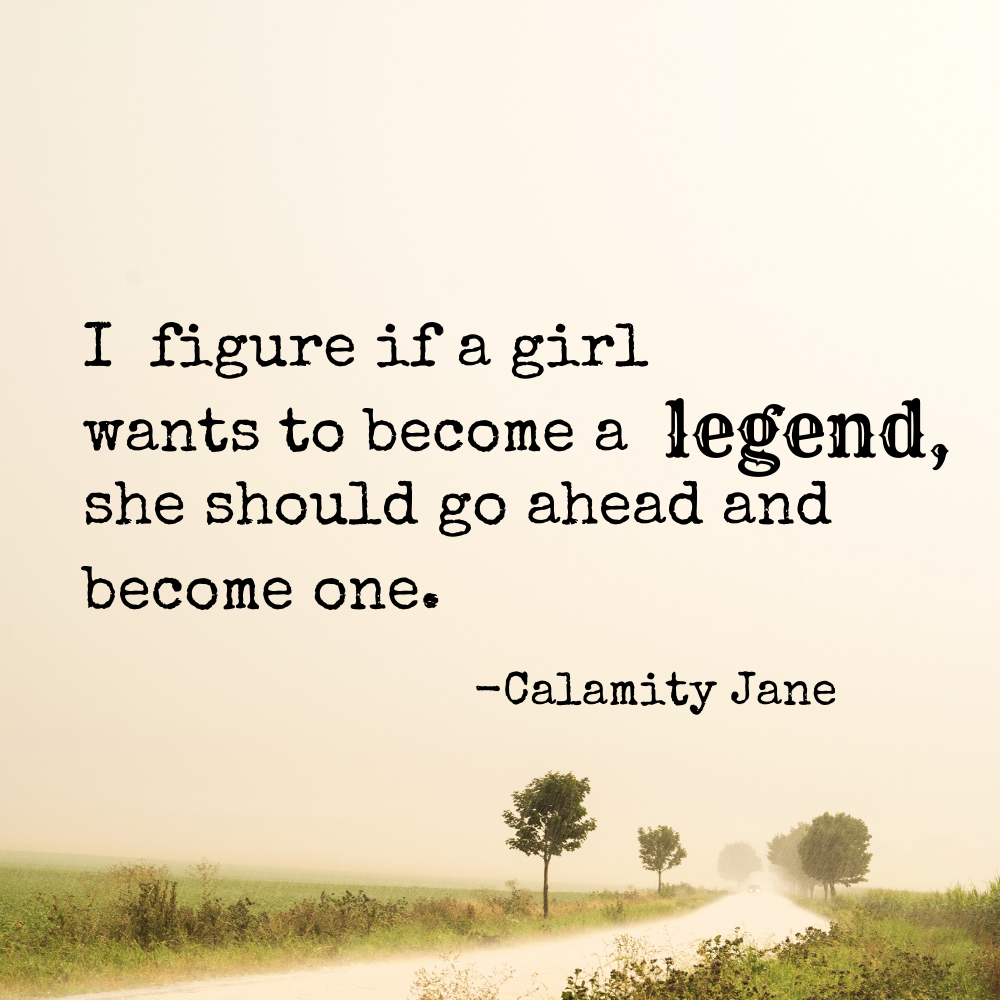 I figure if a girl
wants to become a legend,
she should go ahead and
become one.
-Calamity Jane